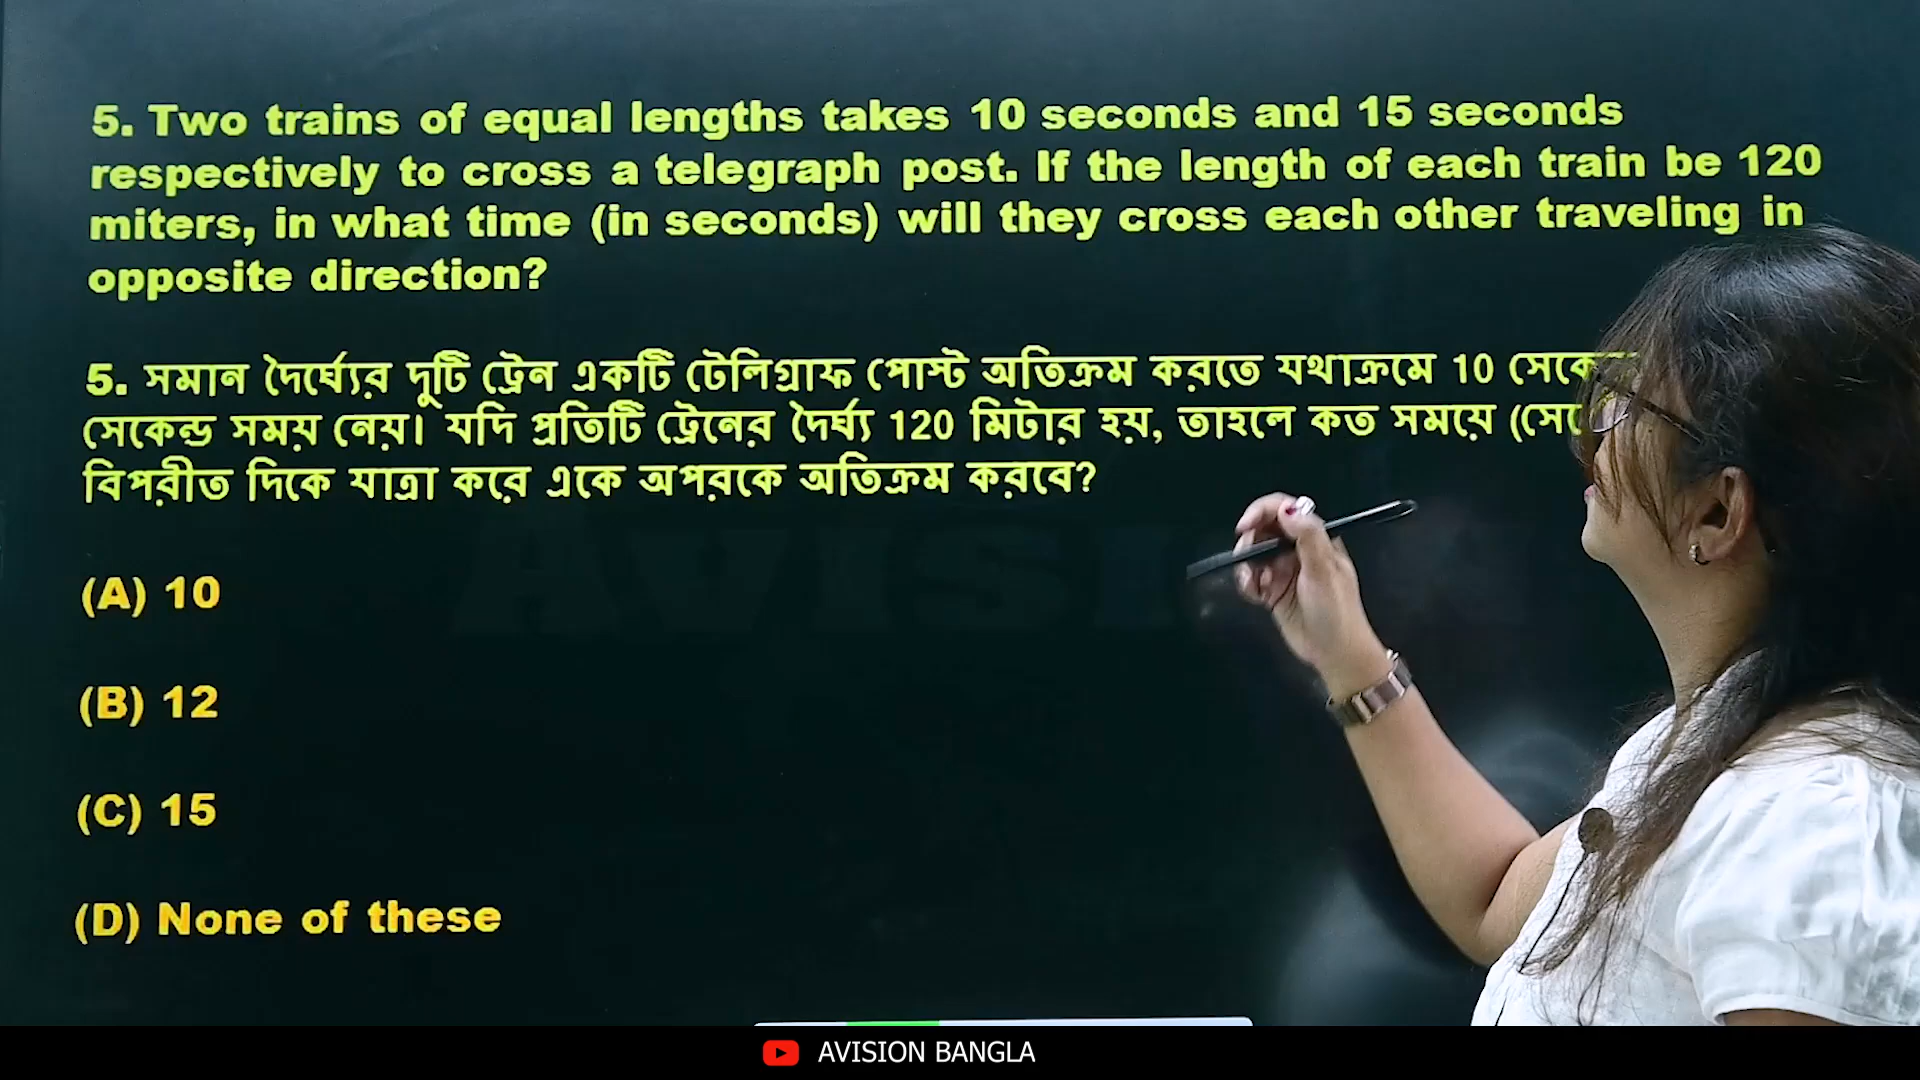 5. Two trains of equal lengths takes 10 seconds and 15 seconds
respectively to cross a telegraph post. If the length of each train be 120
miters, in what time (in seconds) will they cross each other traveling in
opposite direction?
5. সমান দৈর্ঘ্যের দুটি ট্রেন একটি টেলিগ্রাফ পোস্ট অতিক্রম করতে যথাক্রমে 10
সেকেন্ড সময় নেয়। যদি প্রতিটি ট্রেনের দৈর্ঘ্য 120 মিটার হয়, তাহলে কত সময়ে
বিপরীত দিকে যাত্রা করে একে অপরকে অতিক্রম করবে?
(A) 10
(B) 12
(C) 15
(D) None of these
AVISION BANGLA